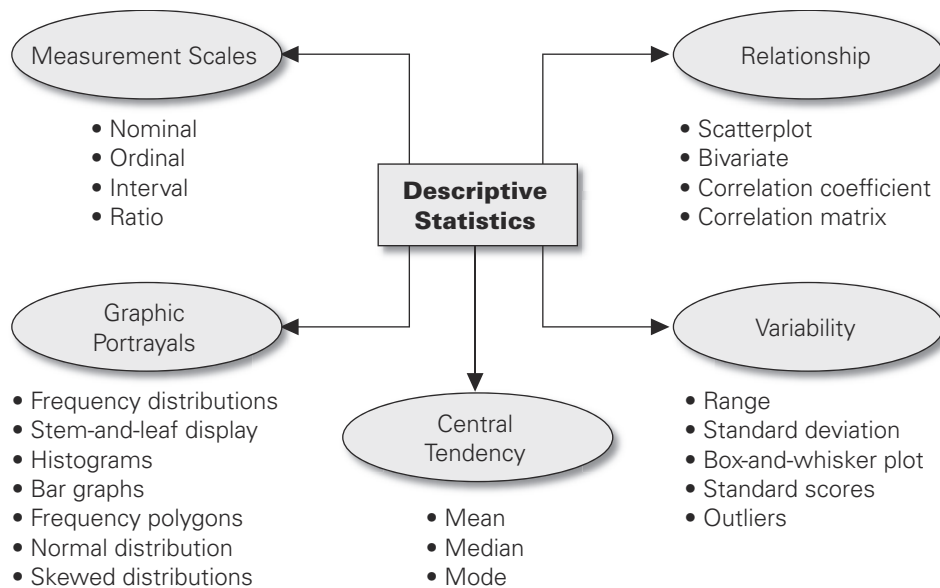 Measurement Scales
• Nominal
• Ordinal
• Interval
• Ratio
Relationship
• Scatterplot
• Bivariate
• Correlation coefficient
• Correlation matrix
Descriptive
Statistics
Graphic
Portrayals
• Frequency distributions
• Stem-and-leaf display
• Histograms
• Bar graphs
• Frequency polygons
• Normal distribution
• Skewed distributions
Central
Tendency
• Mean
• Median
• Mode
Variability
• Range
• Standard deviation
• Box-and-whisker plot
• Standard scores
• Outliers